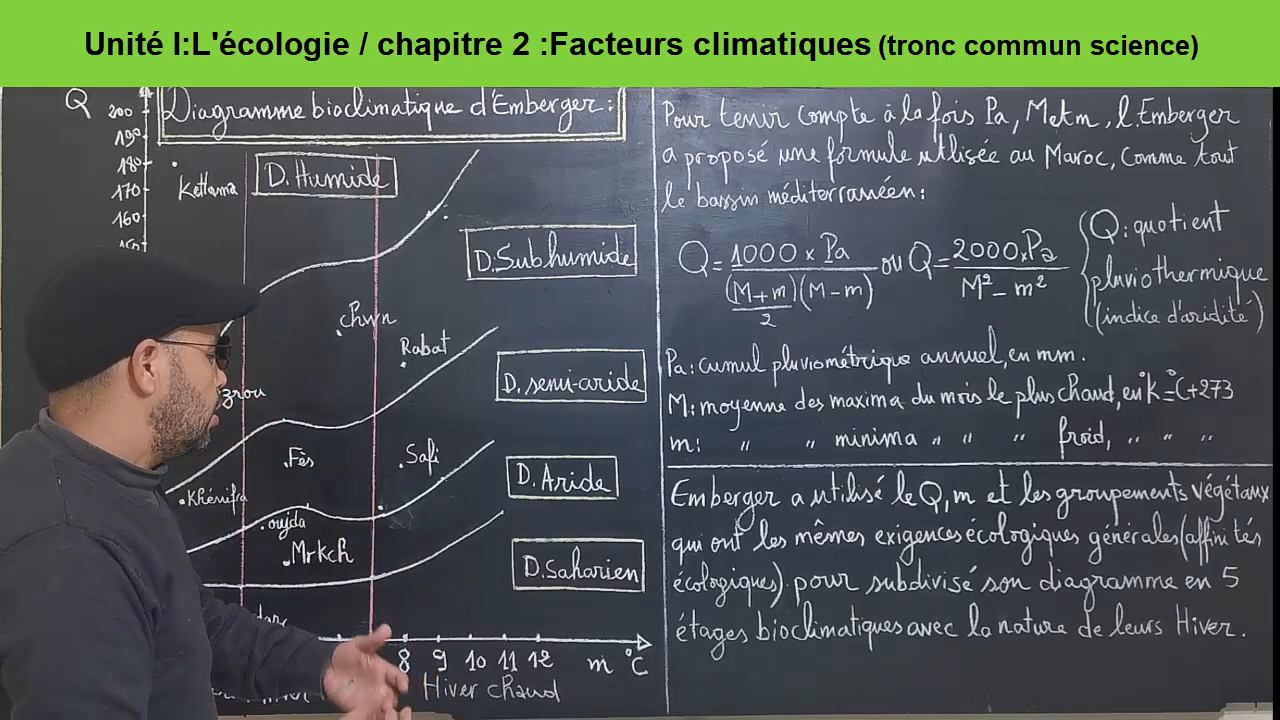 Unité I:L'écologie / chapitre 2 :Facteurs climatiques (tronc commun science)
Diagramme bioclimatique d'Emberger:
Q
200
190
180
170
160
Kettama
D. Humide
D. Subhumide
Rabat
D. semi-aride
zrou
Fès
Safi
Khénifra
oujda
D. Aride
Mrkch
D. Saharien
8 9 10 11 12 m °C
Hiver chaud
Pour tenir compte à la fois Pa, M et m, l'Emberger
a proposé une formule utilisée au Maroc, comme tout
le bassin méditerranéen:
Q = 1000 x Pa / (M+m)/2 (M-m) ou Q = 2000.x.Pa / M² - m²
Q: quotient
pluviothermique
(indice d'aridité)
Pa: cumul pluviométrique annuel, en mm.
M: moyenne des maxima du mois le plus chaud, en °K = °C+273
m: " " minima " " " froid, " " "
Emberger a utilisé le Q, m et les groupements végétaux
qui ont les mêmes exigences écologiques générales (affinités
écologiques) pour subdivisé son diagramme en 5
étages bioclimatiques avec la nature de leurs Hiver.